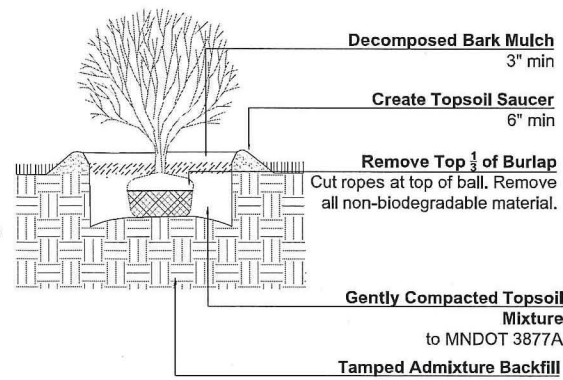 Decomposed Bark Mulch
3" min
Create Topsoil Saucer
6" min
Remove Top 1/3 of Burlap
Cut ropes at top of ball. Remove
all non-biodegradable material.
Gently Compacted Topsoil
Mixture
to MNDOT 3877A
Tamped Admixture Backfill